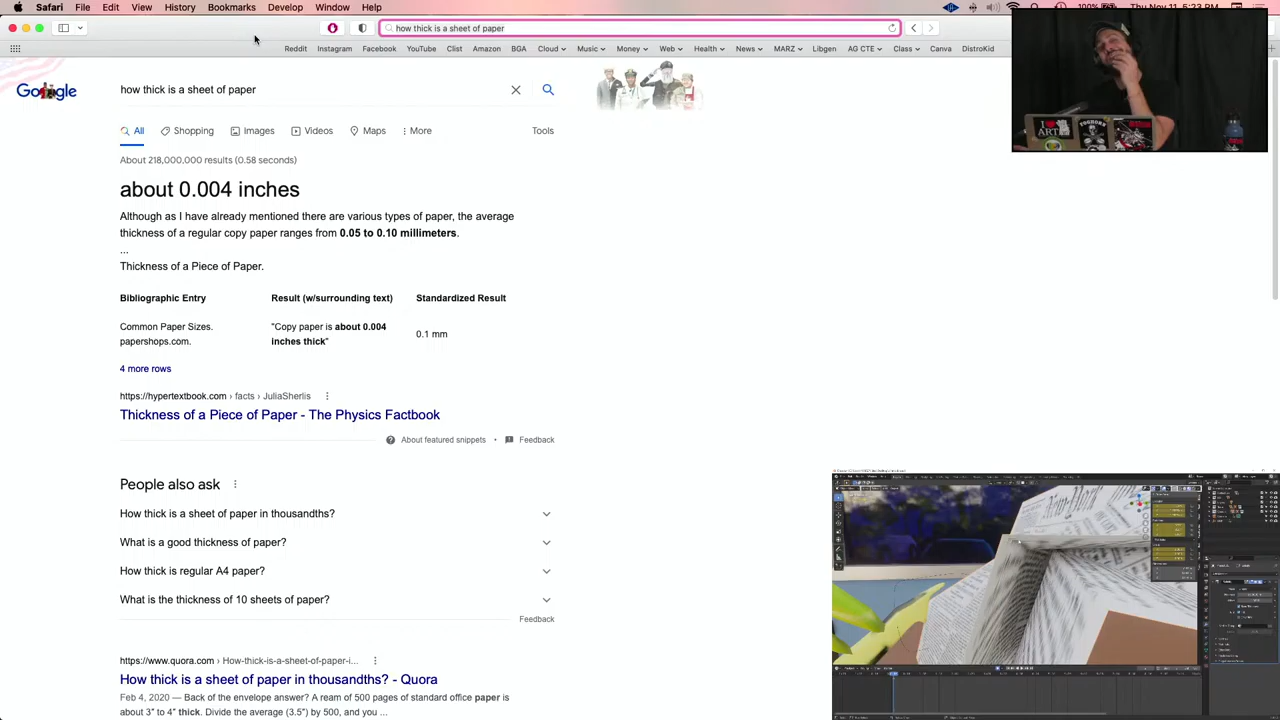 Safari File Edit View History Bookmarks Develop Window Help
100%
Thu Nov 11 5:23 PM
how thick is a sheet of paper
Reddit Instagram Facebook YouTube Clist Amazon BGA Cloud Music Money Web Health News MARZ Libgen AG CTE Class Canva DistroKid
Google
how thick is a sheet of paper
All Shopping Images Videos Maps More Tools
About 218,000,000 results (0.58 seconds)
about 0.004 inches
Although as I have already mentioned there are various types of paper, the average
thickness of a regular copy paper ranges from 0.05 to 0.10 millimeters.
...
Thickness of a Piece of Paper.
Bibliographic Entry Result (w/surrounding text) Standardized Result
Common Paper Sizes. "Copy paper is about 0.004 0.1 mm
papershops.com. inches thick"
4 more rows
https://hypertextbook.com › facts › JuliaSherlis
Thickness of a Piece of Paper - The Physics Factbook
About featured snippets • Feedback
People also ask
How thick is a sheet of paper in thousandths?
What is a good thickness of paper?
How thick is regular A4 paper?
What is the thickness of 10 sheets of paper?
Feedback
https://www.quora.com › How-thick-is-a-sheet-of-paper-i...
How thick is a sheet of paper in thousandths? - Quora
Feb 4, 2020 — Back of the envelope answer? A ream of 500 pages of standard office paper is
about 3” to 4” thick. Divide the average (3.5”) by 500, and you ...
I
ART